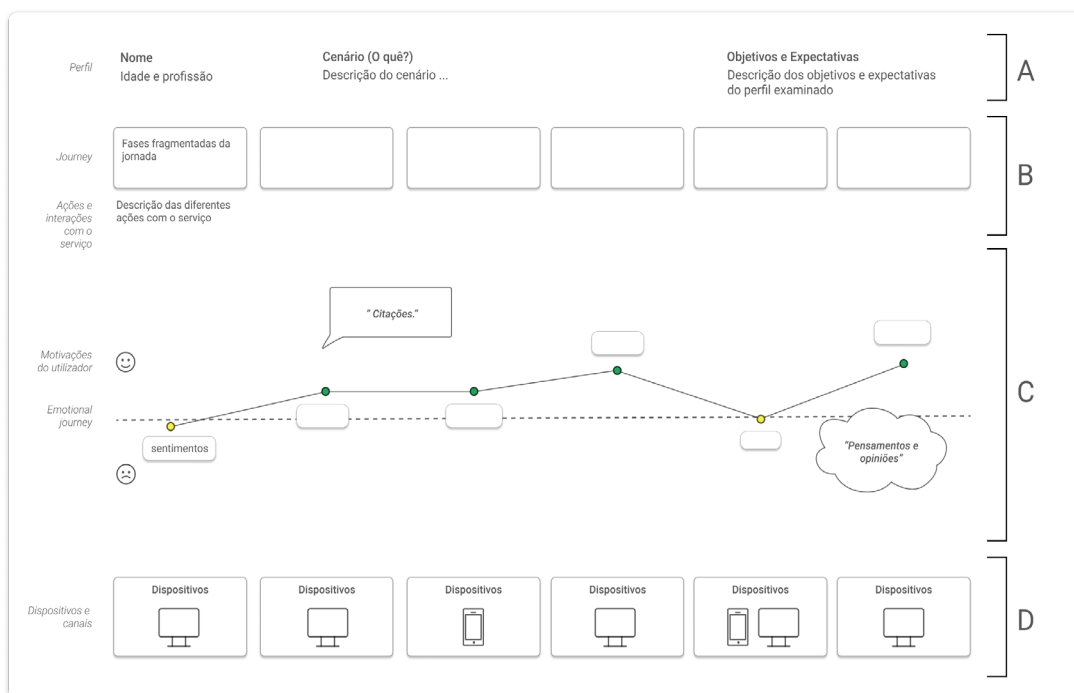 Perfil
Nome
Idade e profissão
Cenário (O quê?)
Descrição do cenário ...
Objetivos e Expectativas
Descrição dos objetivos e expectativas
do perfil examinado
A
Journey
Fases fragmentadas da
jornada
B
Ações e
interações
com o
serviço
Descrição das diferentes
ações com o serviço
" Citações."
Motivações
do utilizador
Emotional
journey
sentimentos
"Pensamentos e
opiniões"
C
Dispositivos e
canais
Dispositivos
Dispositivos
Dispositivos
Dispositivos
Dispositivos
Dispositivos
D